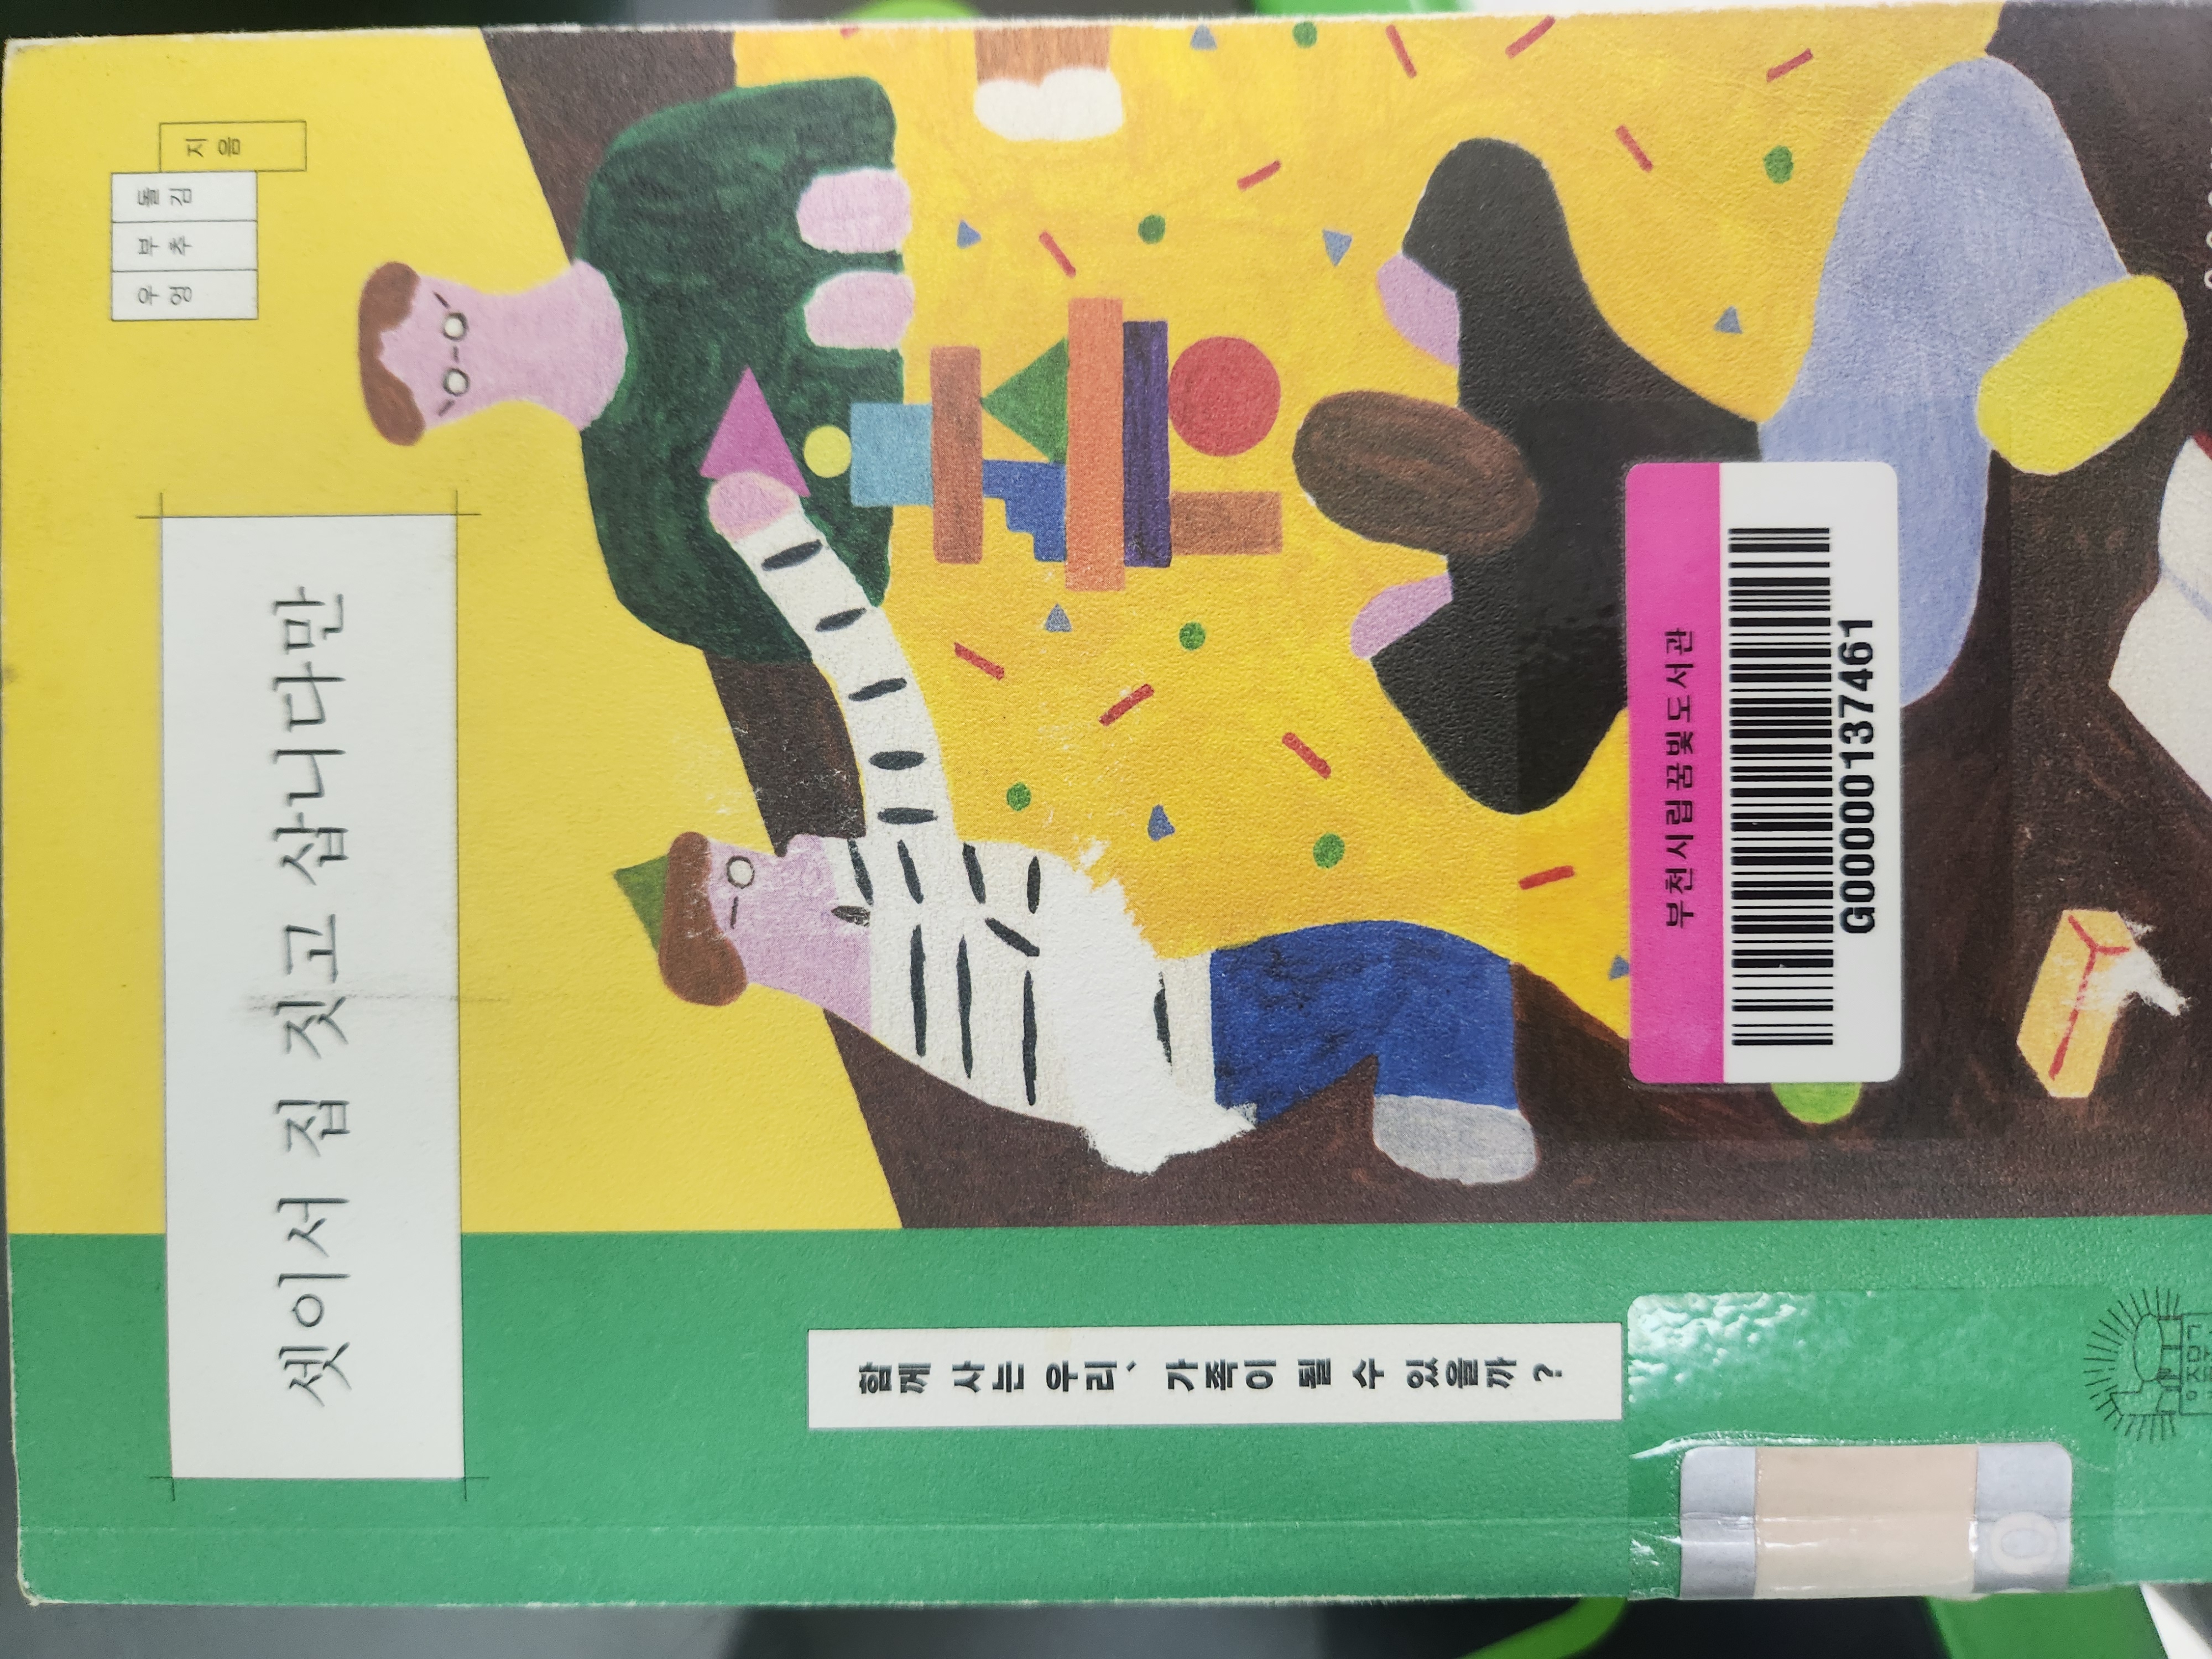 셋이서 집 짓고 삽니다만
우엉 부추 돌김 지음
함께 사는 우리, 가족이 될 수 있을까?
부천시립꿈빛도서관
G000001137461